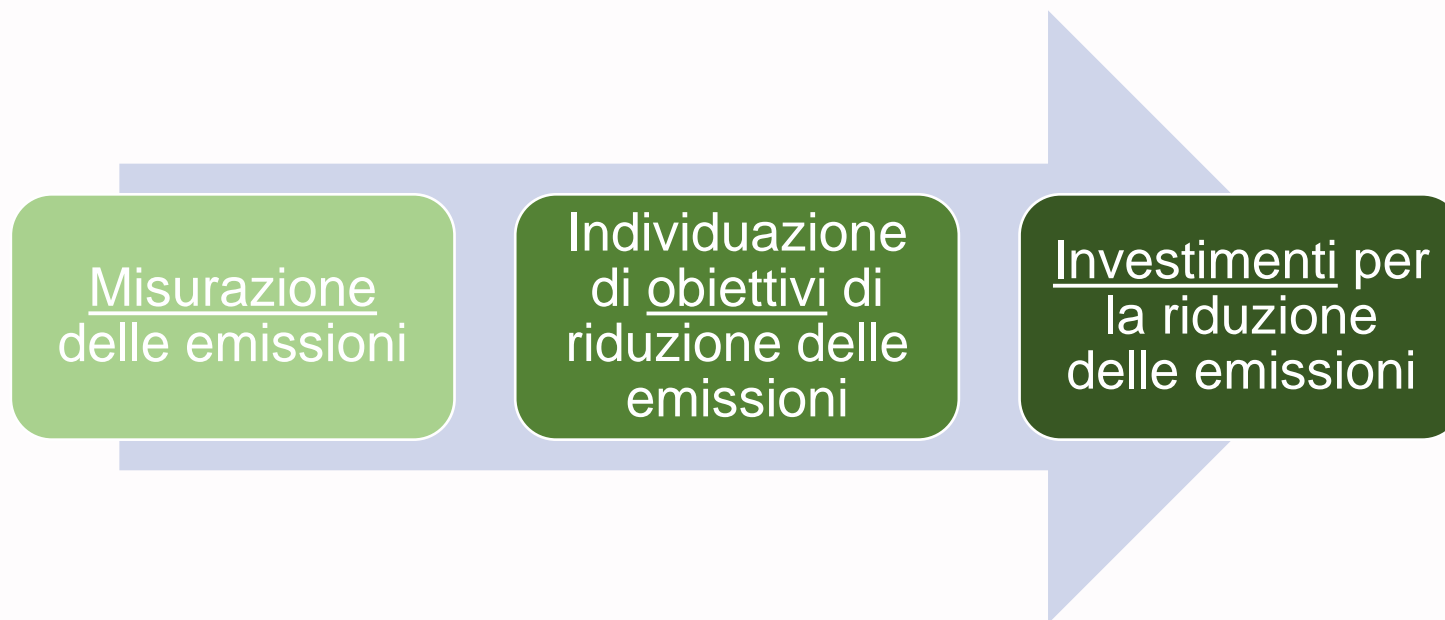 Misurazione
delle emissioni
Individuazione
di obiettivi di
riduzione delle
emissioni
Investimenti per
la riduzione
delle emissioni